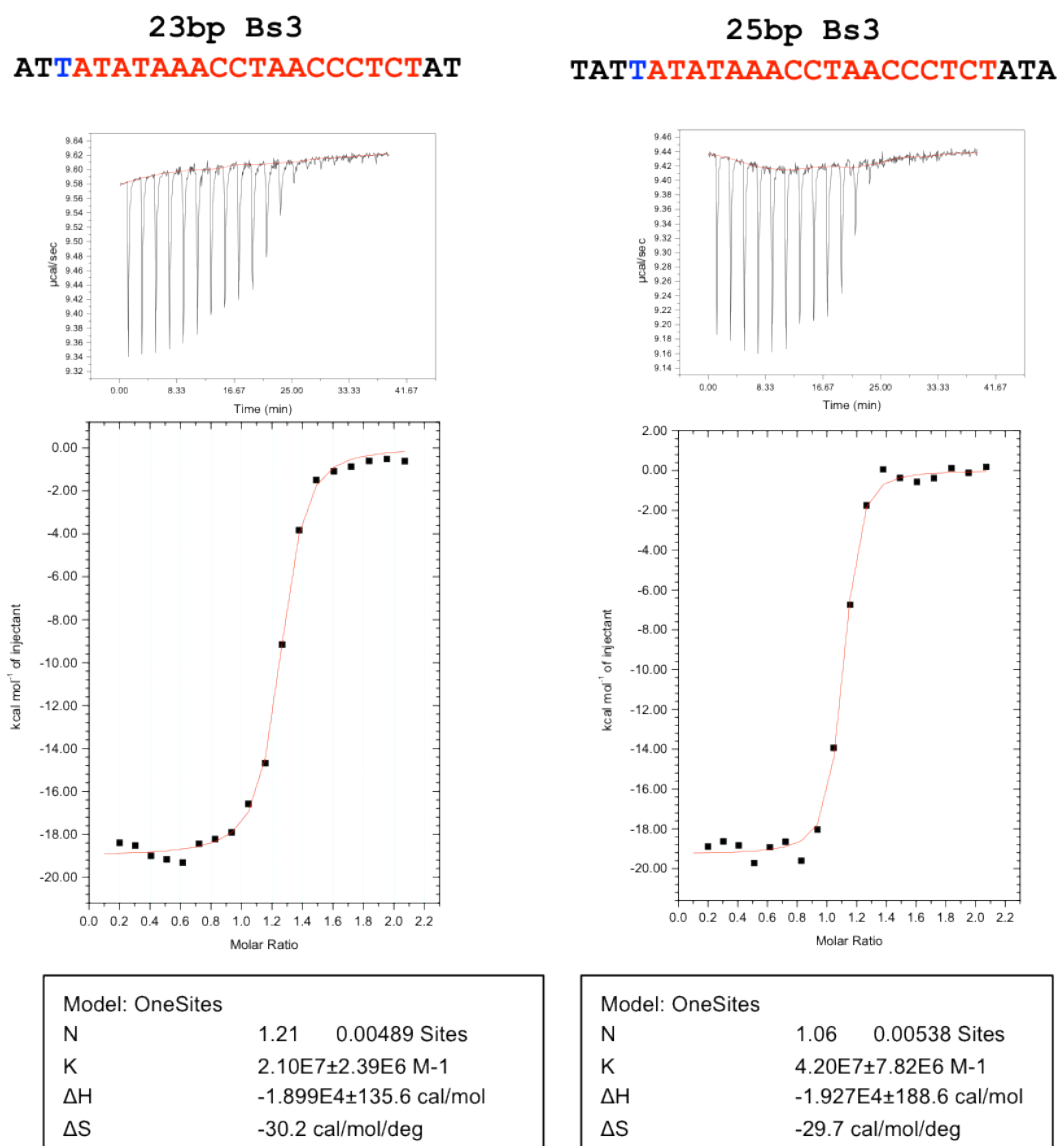 23bp Bs3
ATTATATAAACCTAACCCTCTAT
9.64
9.62
9.60
9.58
9.56
9.54
9.52
9.50
9.48
9.46
9.44
9.42
9.40
9.38
9.36
9.34
9.32
µcal/sec
0.00 8.33 16.67 25.00 33.33 41.67
Time (min)
0.00
-2.00
-4.00
-6.00
-8.00
-10.00
-12.00
-14.00
-16.00
-18.00
-20.00
kcal mol⁻¹ of injectant
0.0 0.2 0.4 0.6 0.8 1.0 1.2 1.4 1.6 1.8 2.0 2.2
Molar Ratio
Model: OneSites
N 1.21 0.00489 Sites
K 2.10E7±2.39E6 M-1
ΔH -1.899E4±135.6 cal/mol
ΔS -30.2 cal/mol/deg
25bp Bs3
TATTATATAAACCTAACCCTCTATA
9.46
9.44
9.42
9.40
9.38
9.36
9.34
9.32
9.30
9.28
9.26
9.24
9.22
9.20
9.18
9.16
9.14
µcal/sec
0.00 8.33 16.67 25.00 33.33 41.67
Time (min)
2.00
0.00
-2.00
-4.00
-6.00
-8.00
-10.00
-12.00
-14.00
-16.00
-18.00
-20.00
kcal mol⁻¹ of injectant
0.0 0.2 0.4 0.6 0.8 1.0 1.2 1.4 1.6 1.8 2.0 2.2
Molar Ratio
Model: OneSites
N 1.06 0.00538 Sites
K 4.20E7±7.82E6 M-1
ΔH -1.927E4±188.6 cal/mol
ΔS -29.7 cal/mol/deg